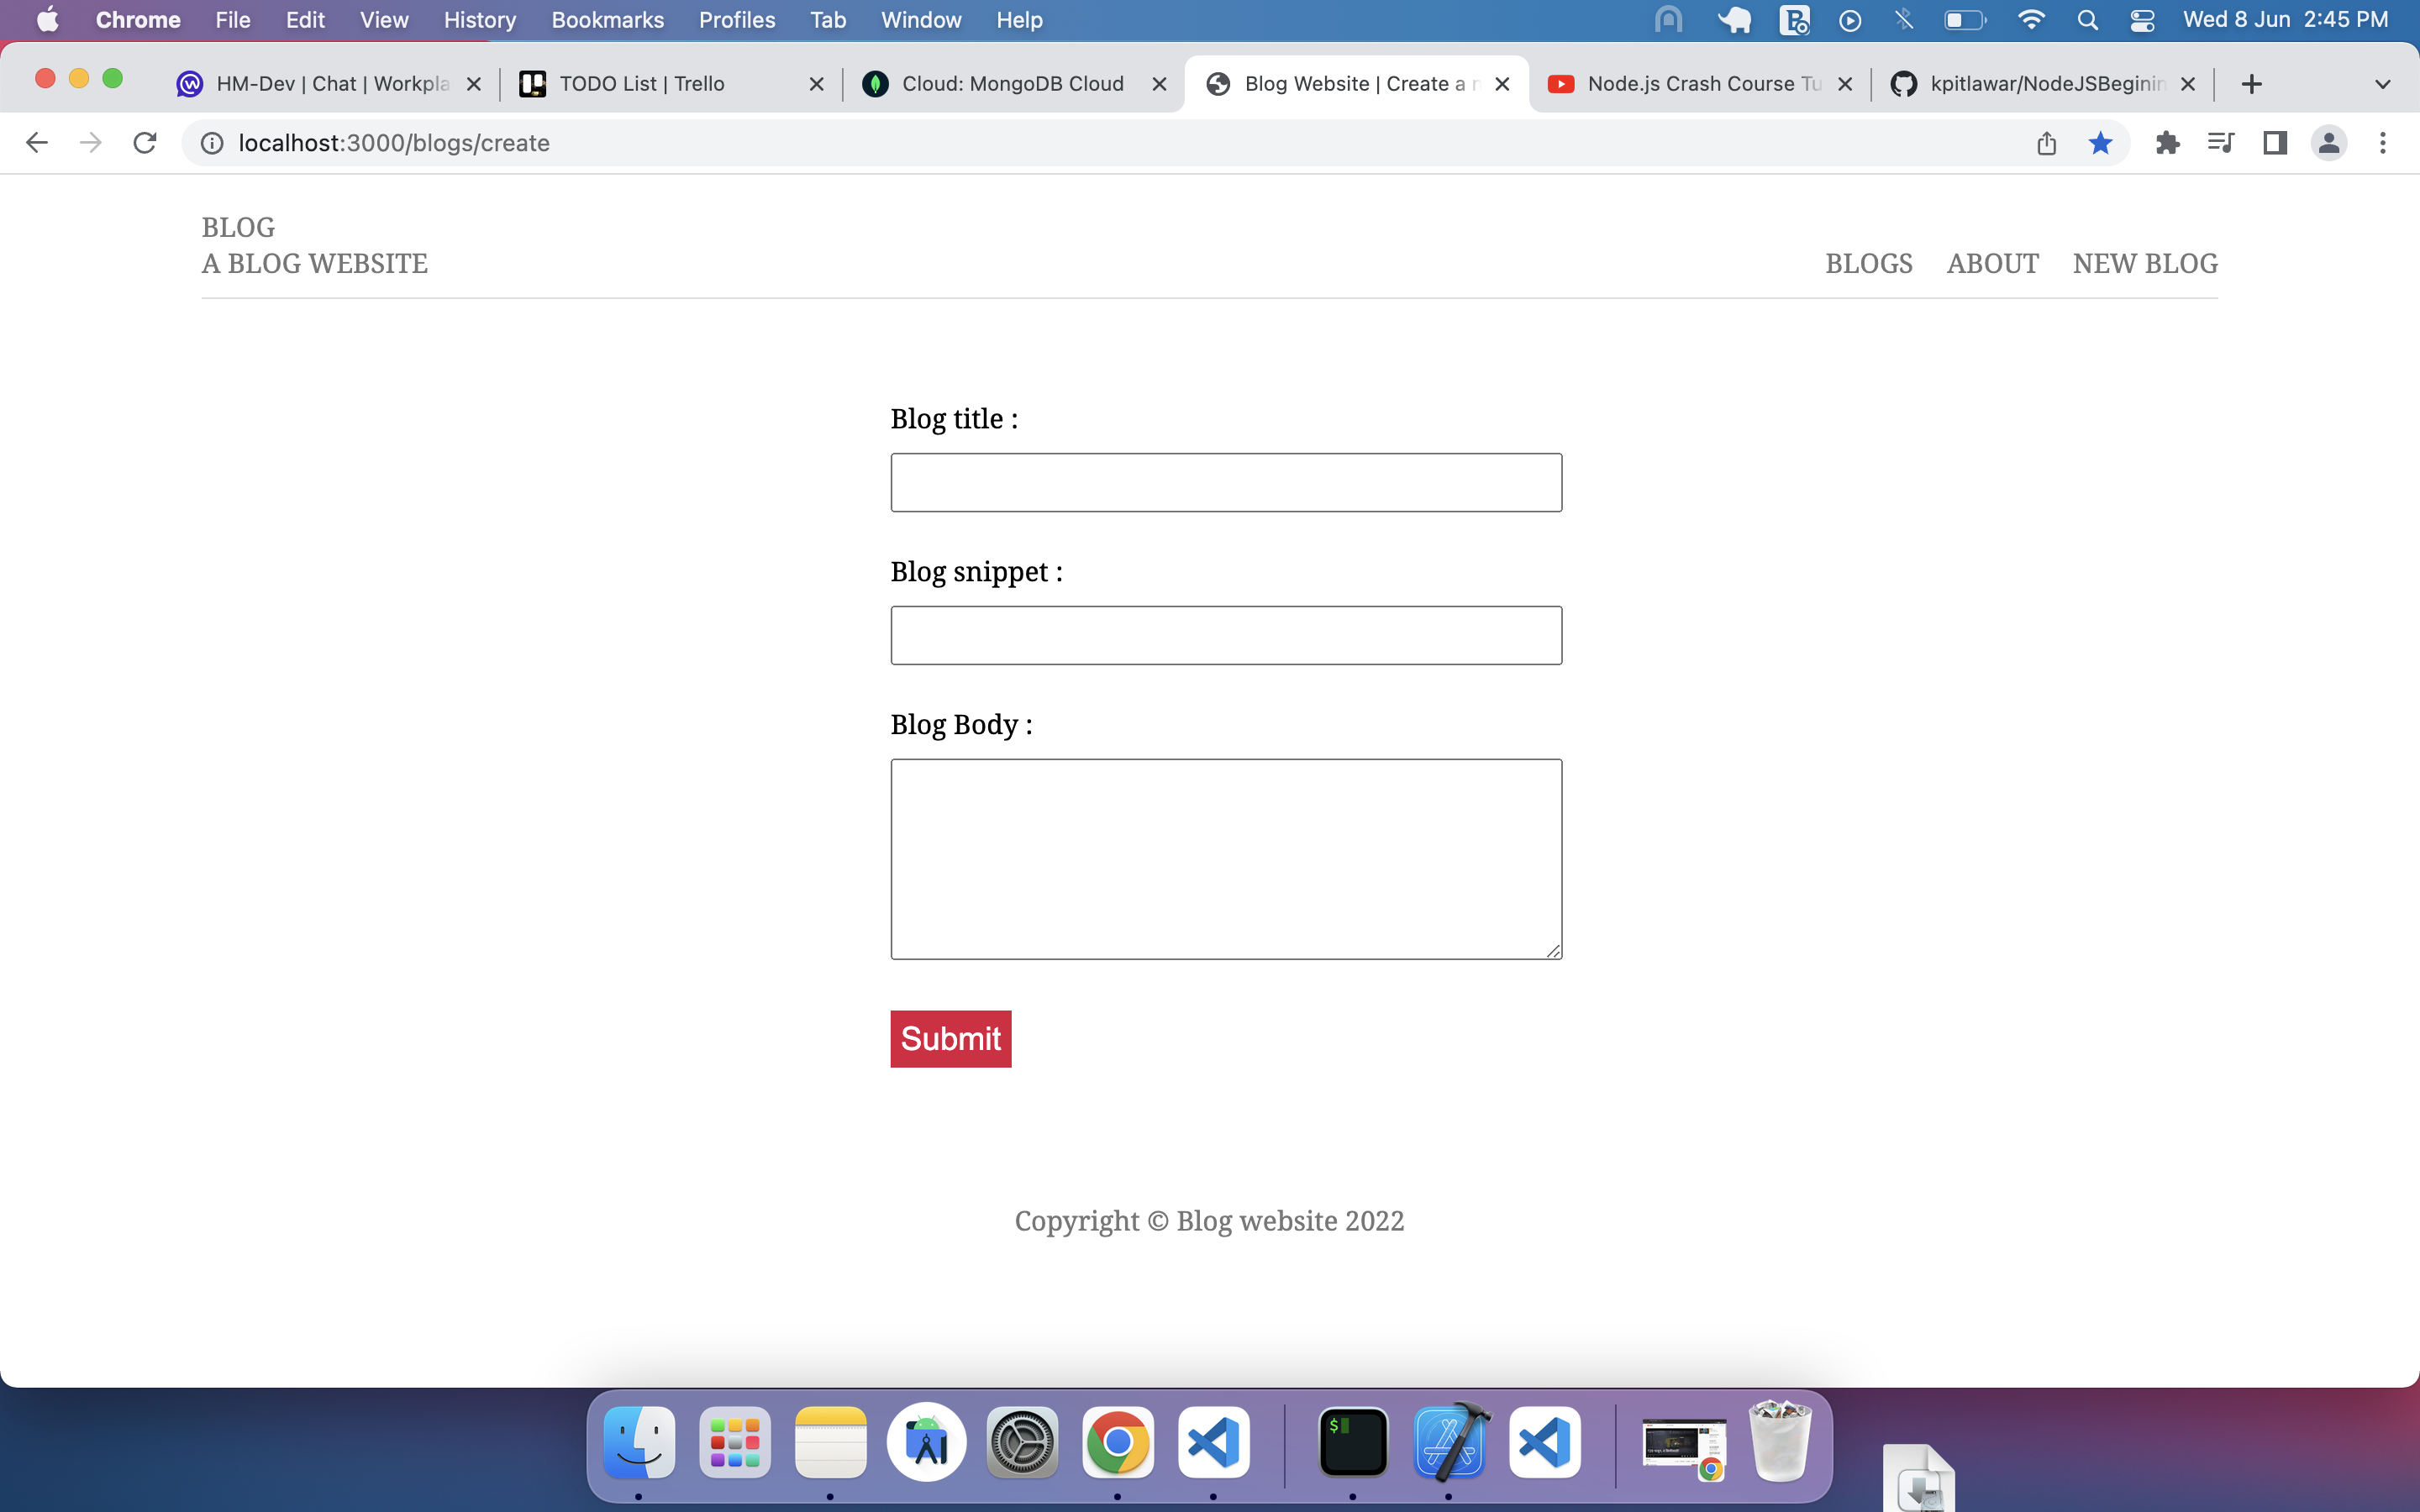 Chrome File Edit View History Bookmarks Profiles Tab Window Help Wed 8 Jun 2:45 PM
HM-Dev | Chat | Workpla TODO List | Trello Cloud: MongoDB Cloud Blog Website | Create a n Node.js Crash Course Tu kpitlawar/NodeJSBeginin
localhost:3000/blogs/create
BLOG
A BLOG WEBSITE BLOGS ABOUT NEW BLOG
Blog title :
Blog snippet :
Blog Body :
Submit
Copyright © Blog website 2022